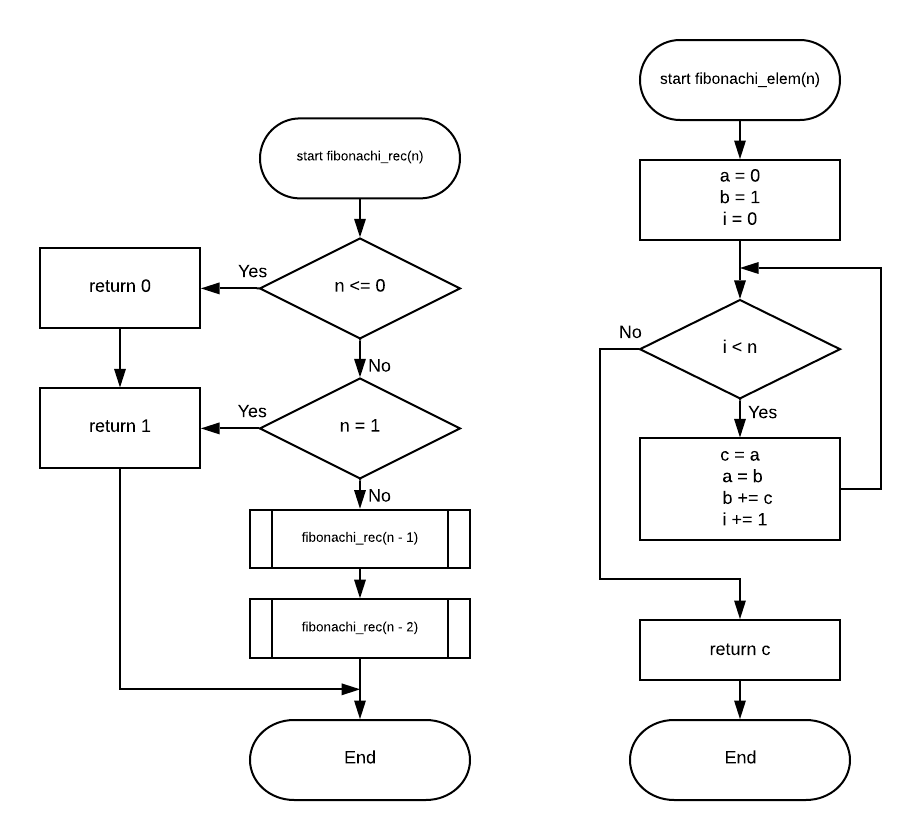 start fibonachi_rec(n)
n <= 0
Yes
return 0
No
n = 1
Yes
return 1
No
fibonachi_rec(n - 1)
fibonachi_rec(n - 2)
End
start fibonachi_elem(n)
a = 0
b = 1
i = 0
i < n
No
Yes
c = a
a = b
b += c
i += 1
return c
End